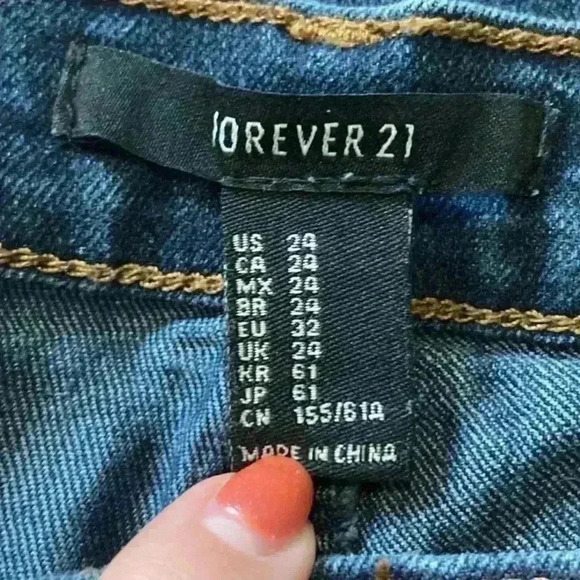 FOREVER 21
US 24
CA 24
MX 24
BR 24
EU 32
UK 24
KR 61
JP 61
CN 155/61A
MADE IN CHINA